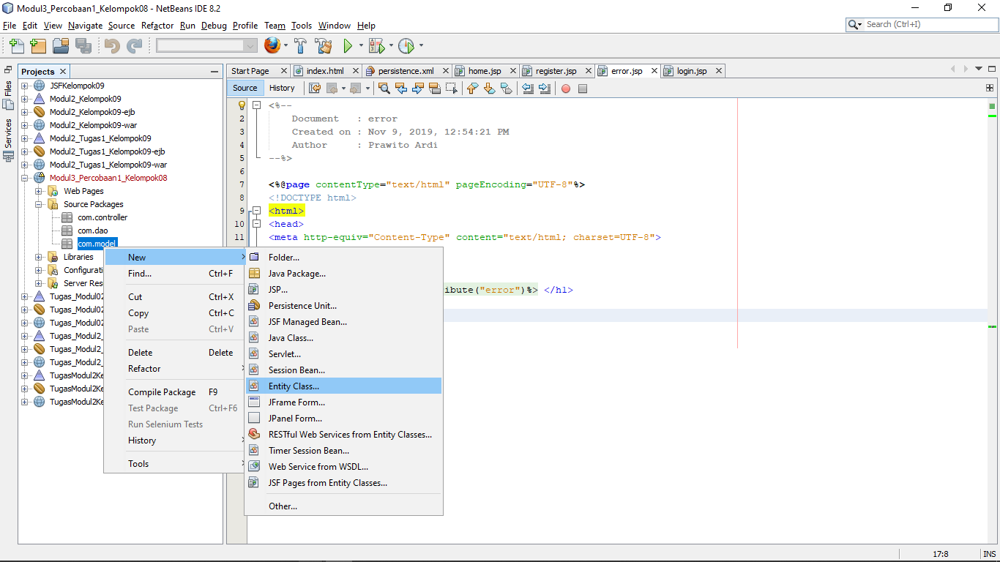 Modul3_Percobaan1_Kelompok08 - NetBeans IDE 8.2
File Edit View Navigate Source Refactor Run Debug Profile Team Tools Window Help
Search (Ctrl+I)
Files
Services
Projects
JSFKelompok09
Modul2_Kelompok09
Modul2_Kelompok09-ejb
Modul2_Kelompok09-war
Modul2_Tugas1_Kelompok09
Modul2_Tugas1_Kelompok09-ejb
Modul2_Tugas1_Kelompok09-war
Modul3_Percobaan1_Kelompok08
Web Pages
Source Packages
com.controller
com.dao
com.model
Libraries
Configurati
Server Res
Tugas_Modul02
Tugas_Modul02
Tugas_Modul02
Tugas_Modul2_
Tugas_Modul2_
Tugas_Modul2_
TugasModul2Ke
TugasModul2Ke
TugasModul2Ke
New
Find... Ctrl+F
Cut Ctrl+X
Copy Ctrl+C
Paste Ctrl+V
Delete Delete
Refactor
Compile Package F9
Test Package Ctrl+F6
Run Selenium Tests
History
Tools
Folder...
Java Package...
JSP...
Persistence Unit...
JSF Managed Bean...
Java Class...
Servlet...
Session Bean...
Entity Class...
JFrame Form...
JPanel Form...
RESTful Web Services from Entity Classes...
Timer Session Bean...
Web Service from WSDL...
JSF Pages from Entity Classes...
Other...
Start Page index.html persistence.xml home.jsp register.jsp error.jsp login.jsp
Source History
<%--
2 Document : error
3 Created on : Nov 9, 2019, 12:54:21 PM
4 Author : Prawito Ardi
5 --%>
6
7 <%@page contentType="text/html" pageEncoding="UTF-8"%>
8 <!DOCTYPE html>
9 <html>
10 <head>
11 <meta http-equiv="Content-Type" content="text/html; charset=UTF-8">
ibute("error")%> </h1>
17:8 INS